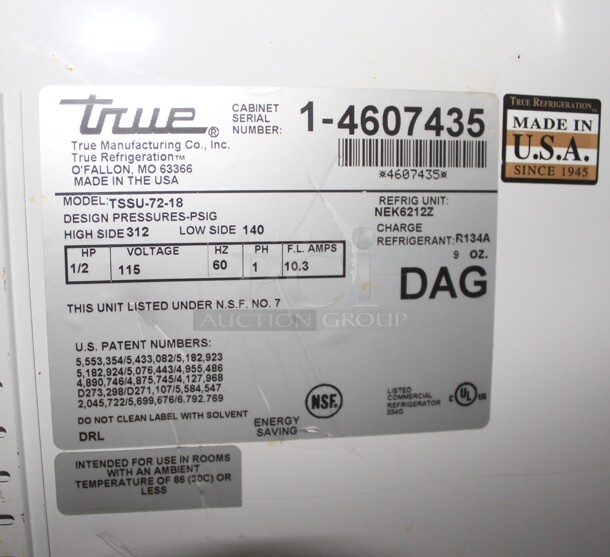 True®
True Manufacturing Co., Inc.
True Refrigeration™
O'FALLON, MO 63366
MADE IN THE USA
CABINET
SERIAL
NUMBER:
1-4607435
*4607435*
TRUE REFRIGERATION™
MADE IN
U.S.A.
SINCE 1945
MODEL: TSSU-72-18
DESIGN PRESSURES-PSIG
HIGH SIDE 312 LOW SIDE 140
HP VOLTAGE HZ PH F.L. AMPS
1/2 115 60 1 10.3
REFRIG UNIT:
NEK6212Z
CHARGE
REFRIGERANT: R134A
9 OZ.
DAG
THIS UNIT LISTED UNDER N.S.F. NO. 7
PCI
AUCTION GROUP
U.S. PATENT NUMBERS:
5,553,354/5,433,082/5,182,923
5,182,924/5,076,443/4,955,486
4,890,746/4,875,745/4,127,968
D273,298/D271,107/5,584,547
2,045,722/5,699,676/6.792.769
DO NOT CLEAN LABEL WITH SOLVENT
DRL
ENERGY
SAVING
NSF®
LISTED
COMMERCIAL
REFRIGERATOR
334G
C UL US
INTENDED FOR USE IN ROOMS
WITH AN AMBIENT
TEMPERATURE OF 86 (30C) OR
LESS